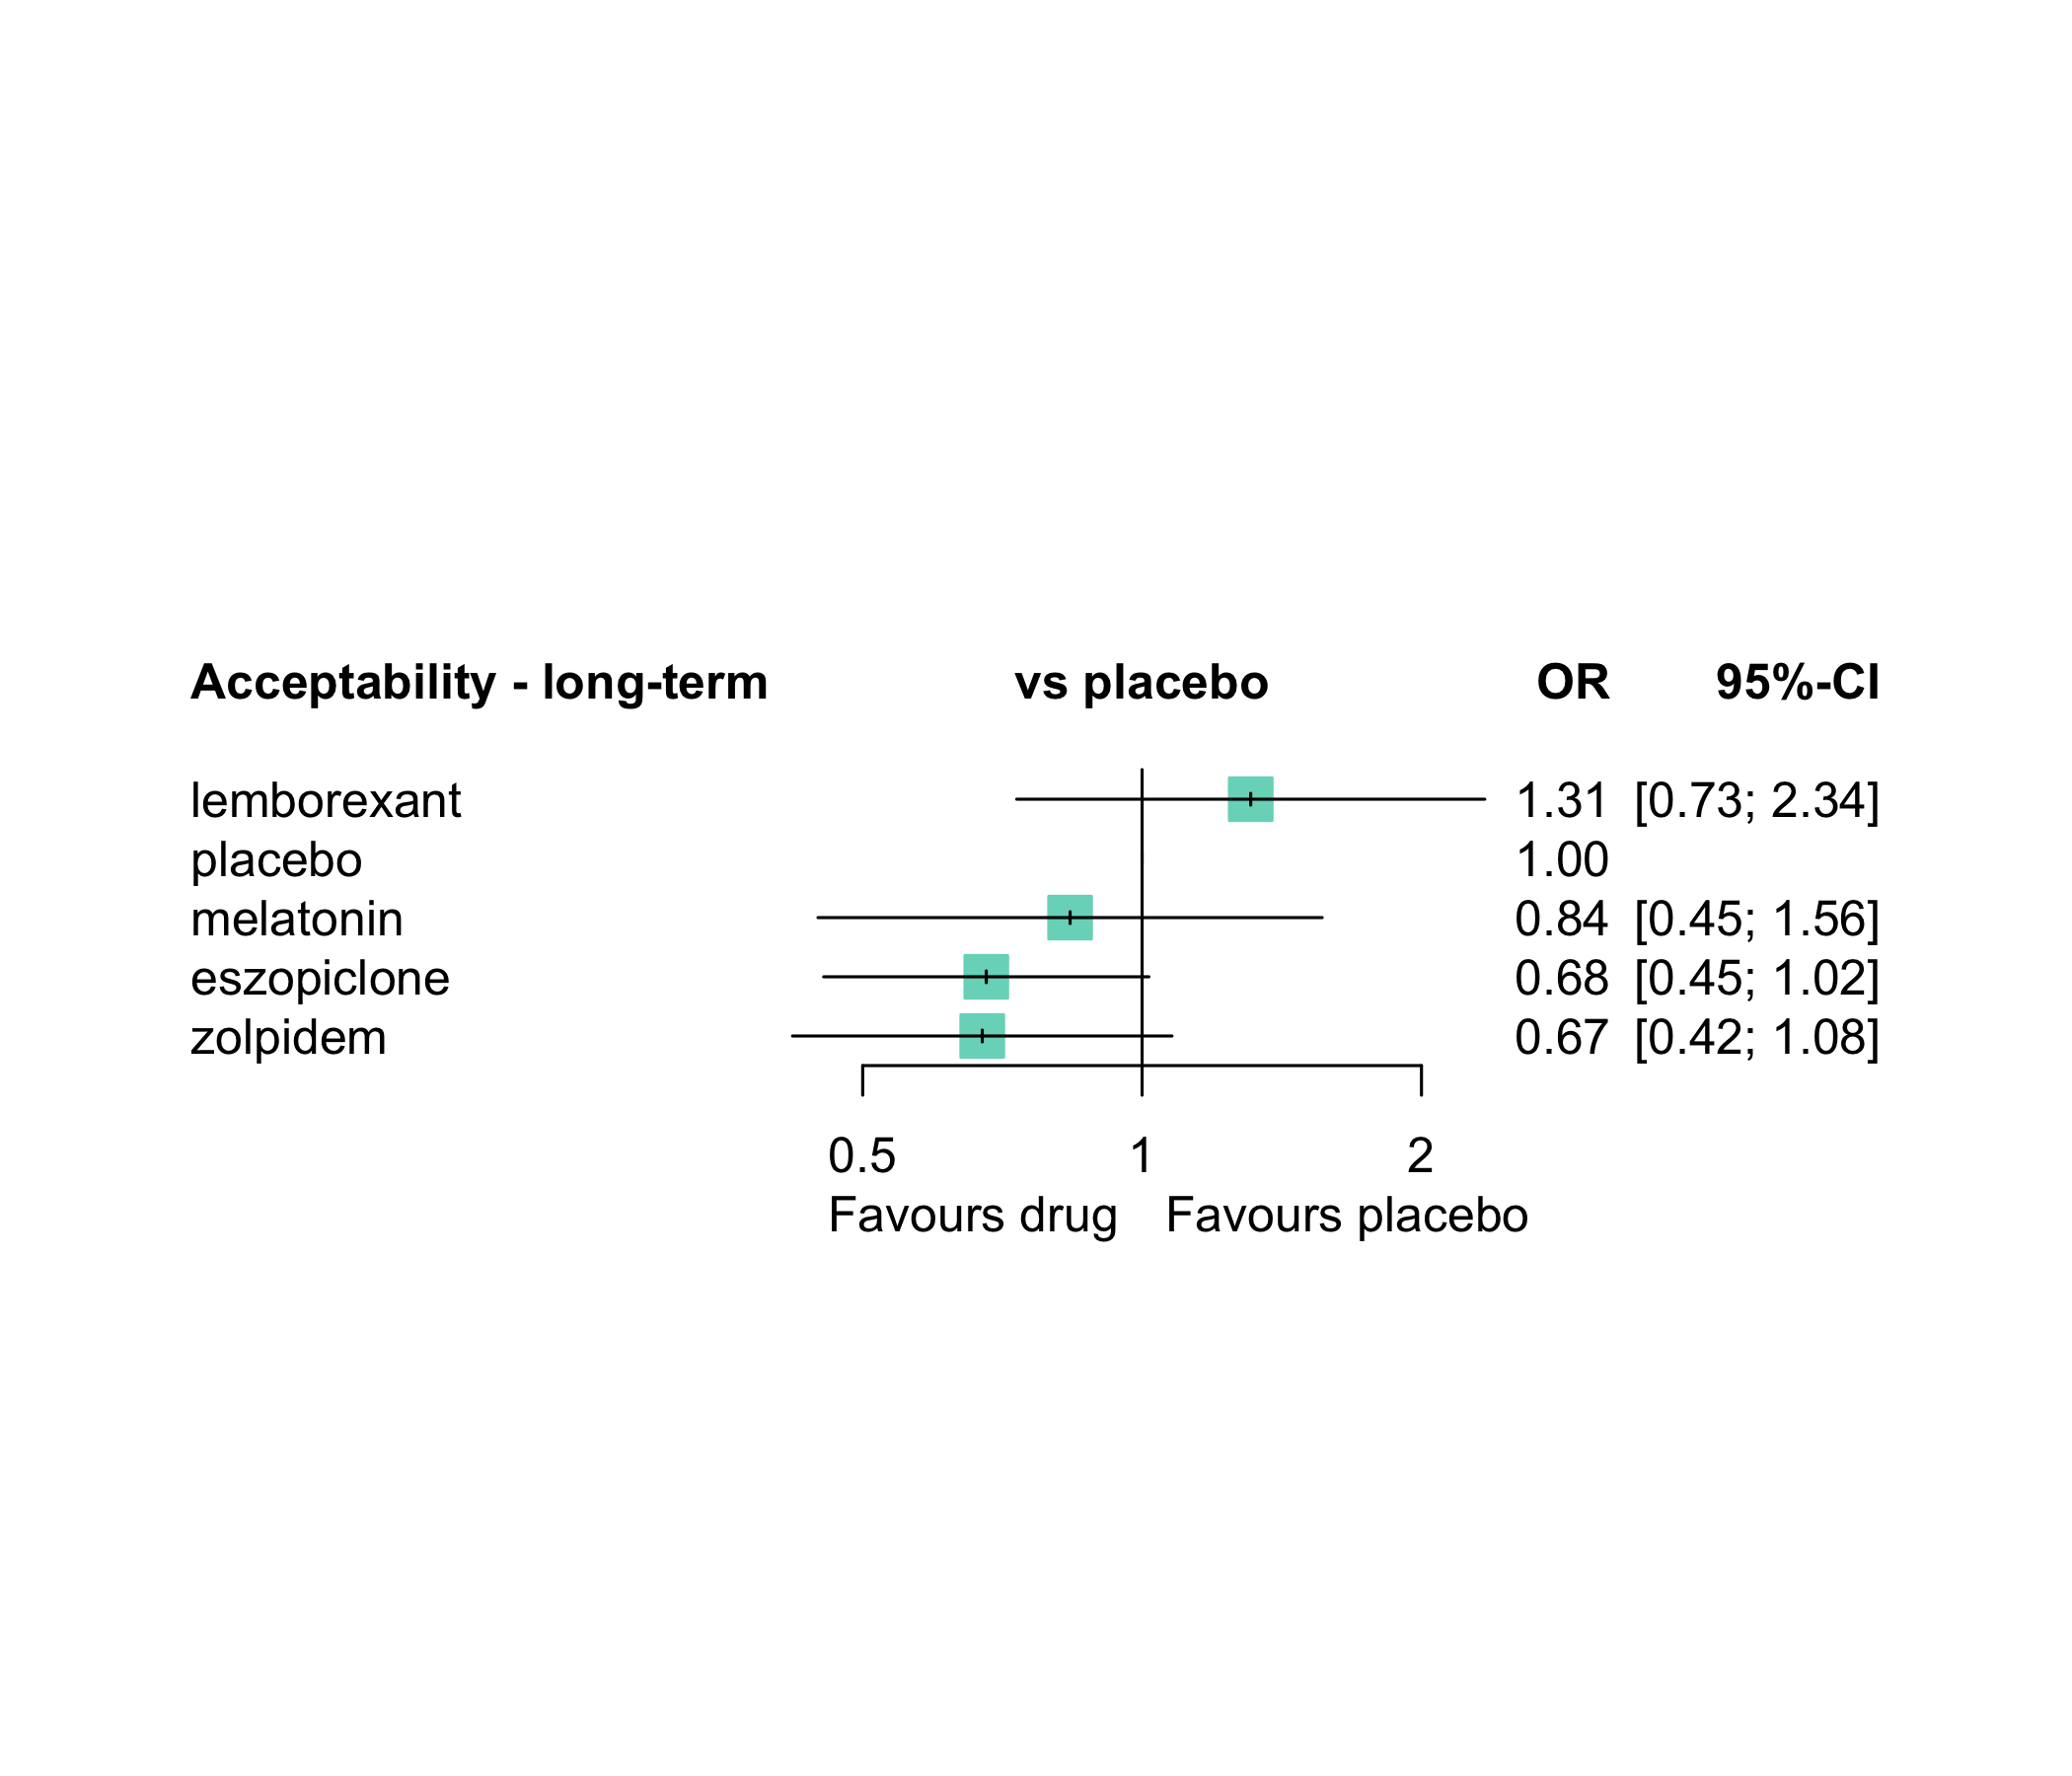 Acceptability - long-term vs placebo OR 95%-CI
lemborexant 1.31 [0.73; 2.34]
placebo 1.00
melatonin 0.84 [0.45; 1.56]
eszopiclone 0.68 [0.45; 1.02]
zolpidem 0.67 [0.42; 1.08]
0.5 1 2
Favours drug Favours placebo